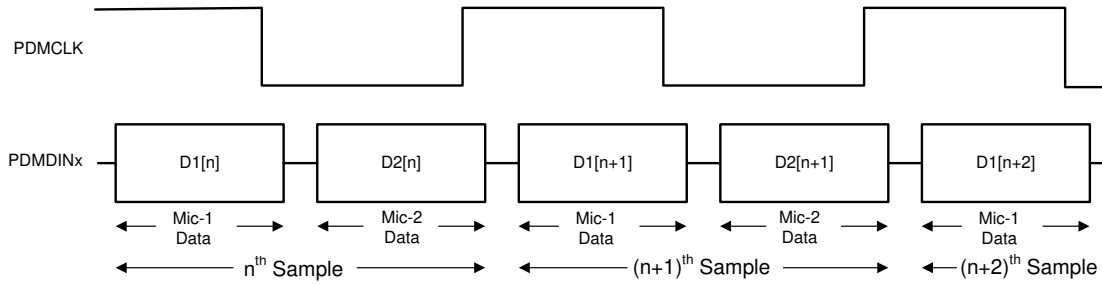 PDMCLK
PDMDINx
D1[n]
D2[n]
D1[n+1]
D2[n+1]
D1[n+2]
Mic-1
Data
Mic-2
Data
Mic-1
Data
Mic-2
Data
Mic-1
Data
nth Sample
(n+1)th Sample
(n+2)th Sample